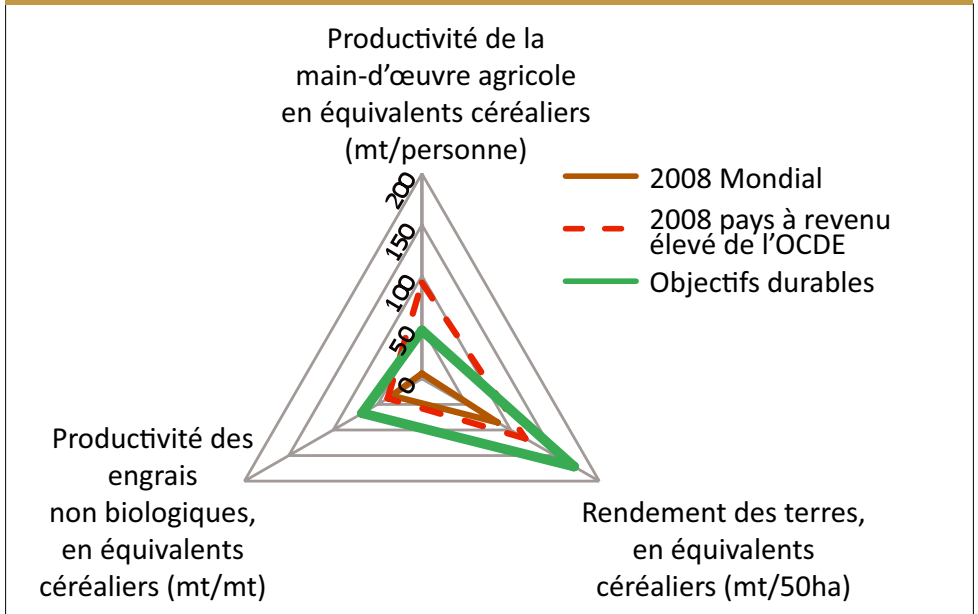 Productivité de la
main-d’œuvre agricole
en équivalents céréaliers
(mt/personne)
2008 Mondial
2008 pays à revenu
élevé de l’OCDE
Objectifs durables
200
150
100
50
0
Productivité des
engrais
non biologiques,
en équivalents
céréaliers (mt/mt)
Rendement des terres,
en équivalents
céréaliers (mt/50ha)